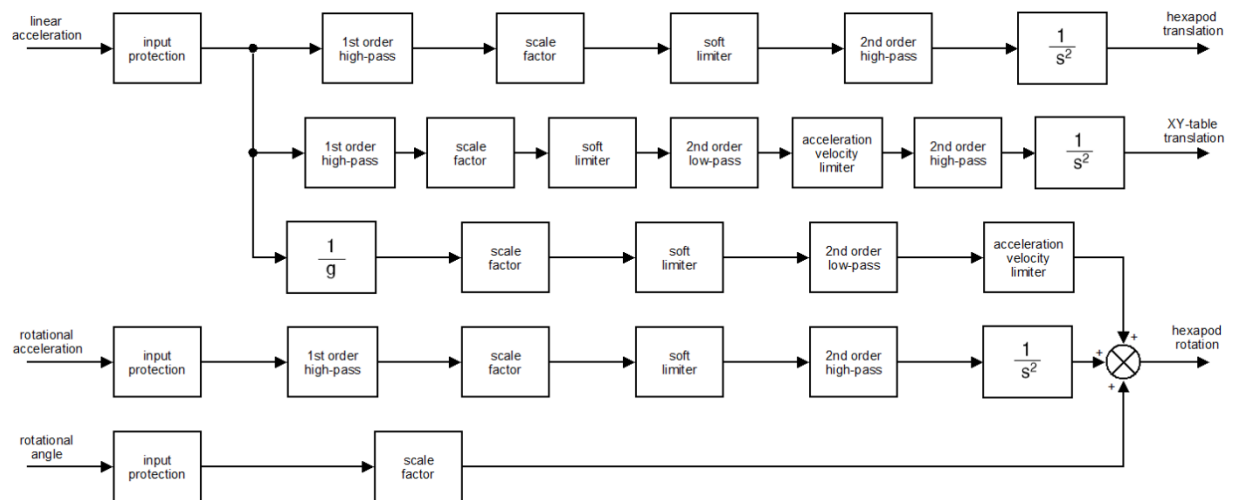 linear
acceleration
input
protection
1st order
high-pass
scale
factor
soft
limiter
2nd order
high-pass
1
s²
hexapod
translation
1st order
high-pass
scale
factor
soft
limiter
2nd order
low-pass
acceleration
velocity
limiter
2nd order
high-pass
1
s²
XY-table
translation
1
g
scale
factor
soft
limiter
2nd order
low-pass
acceleration
velocity
limiter
rotational
acceleration
input
protection
1st order
high-pass
scale
factor
soft
limiter
2nd order
high-pass
1
s²
+
+
+
hexapod
rotation
rotational
angle
input
protection
scale
factor